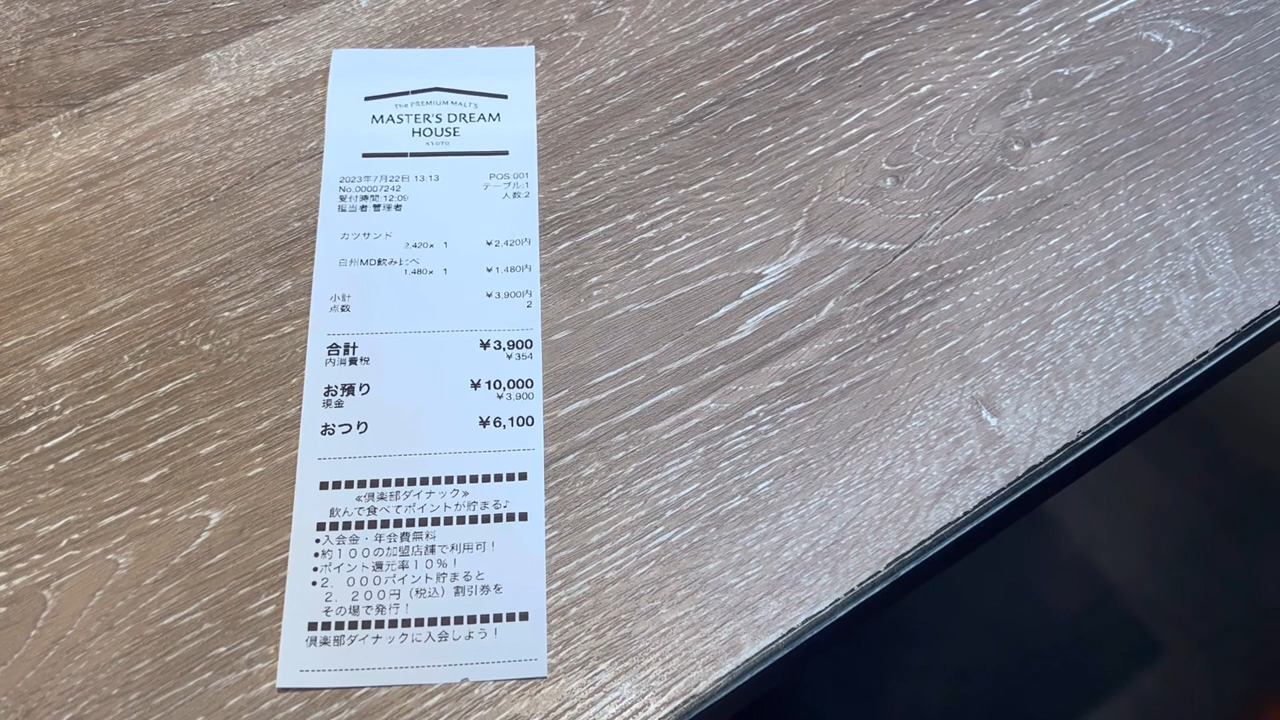 The PREMIUM MALT'S
MASTER'S DREAM
HOUSE
KYOTO
2023年7月22日 13:13 POS:001
No.00007242 テーブル:1
受付時間:12:09 人数:2
担当者:管理者
カツサンド
2,420× 1 ¥2,420内
白州MD飲み比べ
1,480× 1 ¥1,480内
小計 ¥3,900内
点数 2
合計 ¥3,900
内消費税 ¥354
お預り ¥10,000
現金 ¥3,900
おつり ¥6,100
≪倶楽部ダイナック≫
飲んで食べてポイントが貯まる♪
●入会金・年会費無料
●約100の加盟店舗で利用可!
●ポイント還元率10%!
●2.000ポイント貯まると
2.200円(税込)割引券を
その場で発行!
倶楽部ダイナックに入会しよう!